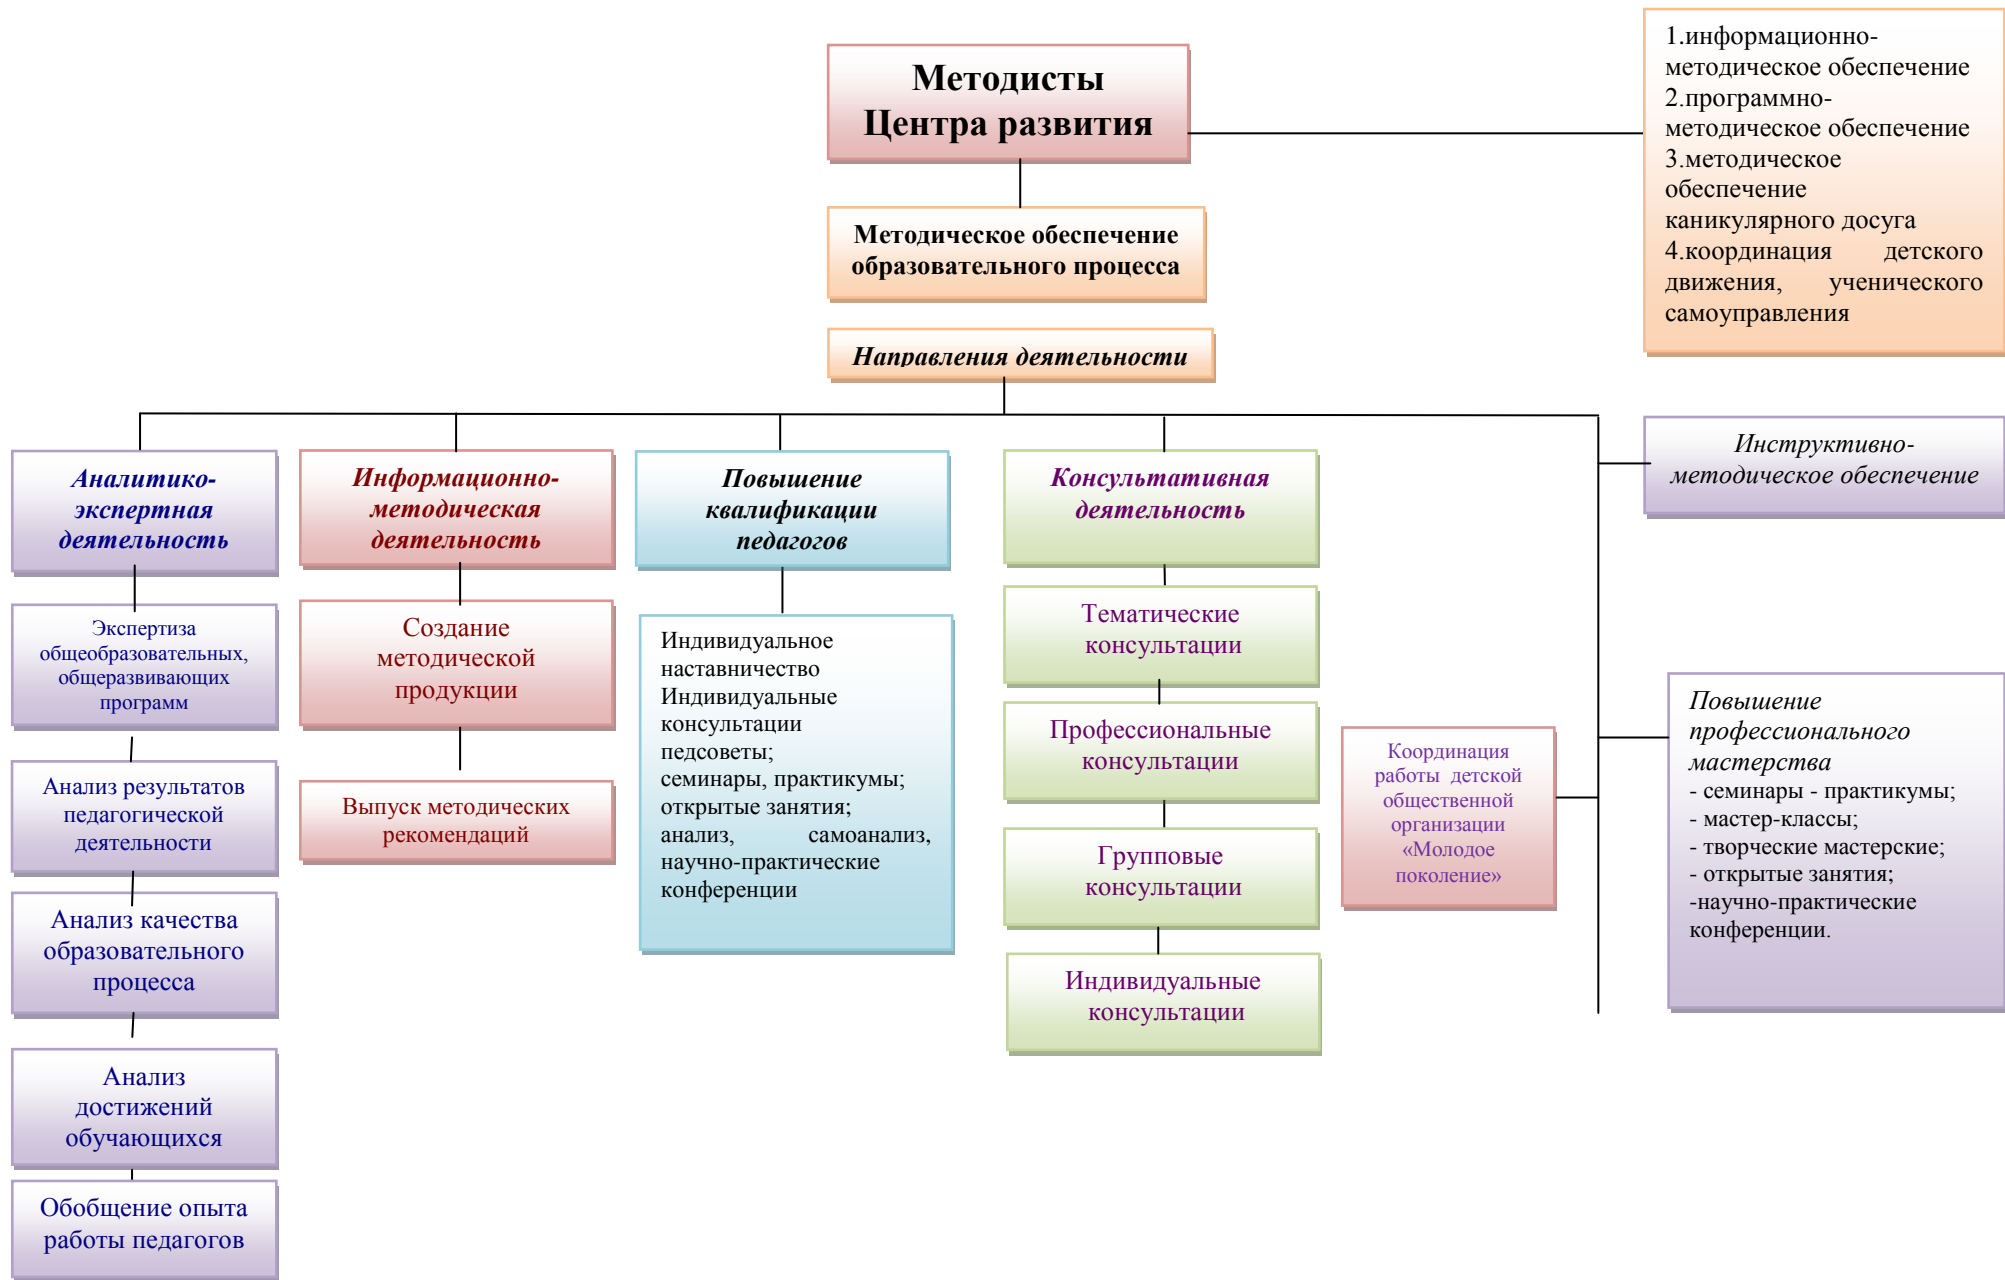 Методисты
Центра развития
1.информационно-
методическое обеспечение
2.программно-
методическое обеспечение
3.методическое
обеспечение
каникулярного досуга
4.координация детского
движения, ученического
самоуправления
Методическое обеспечение
образовательного процесса
Направления деятельности
Аналитико-
экспертная
деятельность
Экспертиза
общеобразовательных,
общеразвивающих
программ
Анализ результатов
педагогической
деятельности
Анализ качества
образовательного
процесса
Анализ
достижений
обучающихся
Обобщение опыта
работы педагогов
Информационно-
методическая
деятельность
Создание
методической
продукции
Выпуск методических
рекомендаций
Повышение
квалификации
педагогов
Индивидуальное
наставничество
Индивидуальные
консультации
педсоветы;
семинары, практикумы;
открытые занятия;
анализ, самоанализ,
научно-практические
конференции
Консультативная
деятельность
Тематические
консультации
Профессиональные
консультации
Групповые
консультации
Индивидуальные
консультации
Координация
работы детской
общественной
организации
«Молодое
поколение»
Инструктивно-
методическое обеспечение
Повышение
профессионального
мастерства
- семинары - практикумы;
- мастер-классы;
- творческие мастерские;
- открытые занятия;
-научно-практические
конференции.